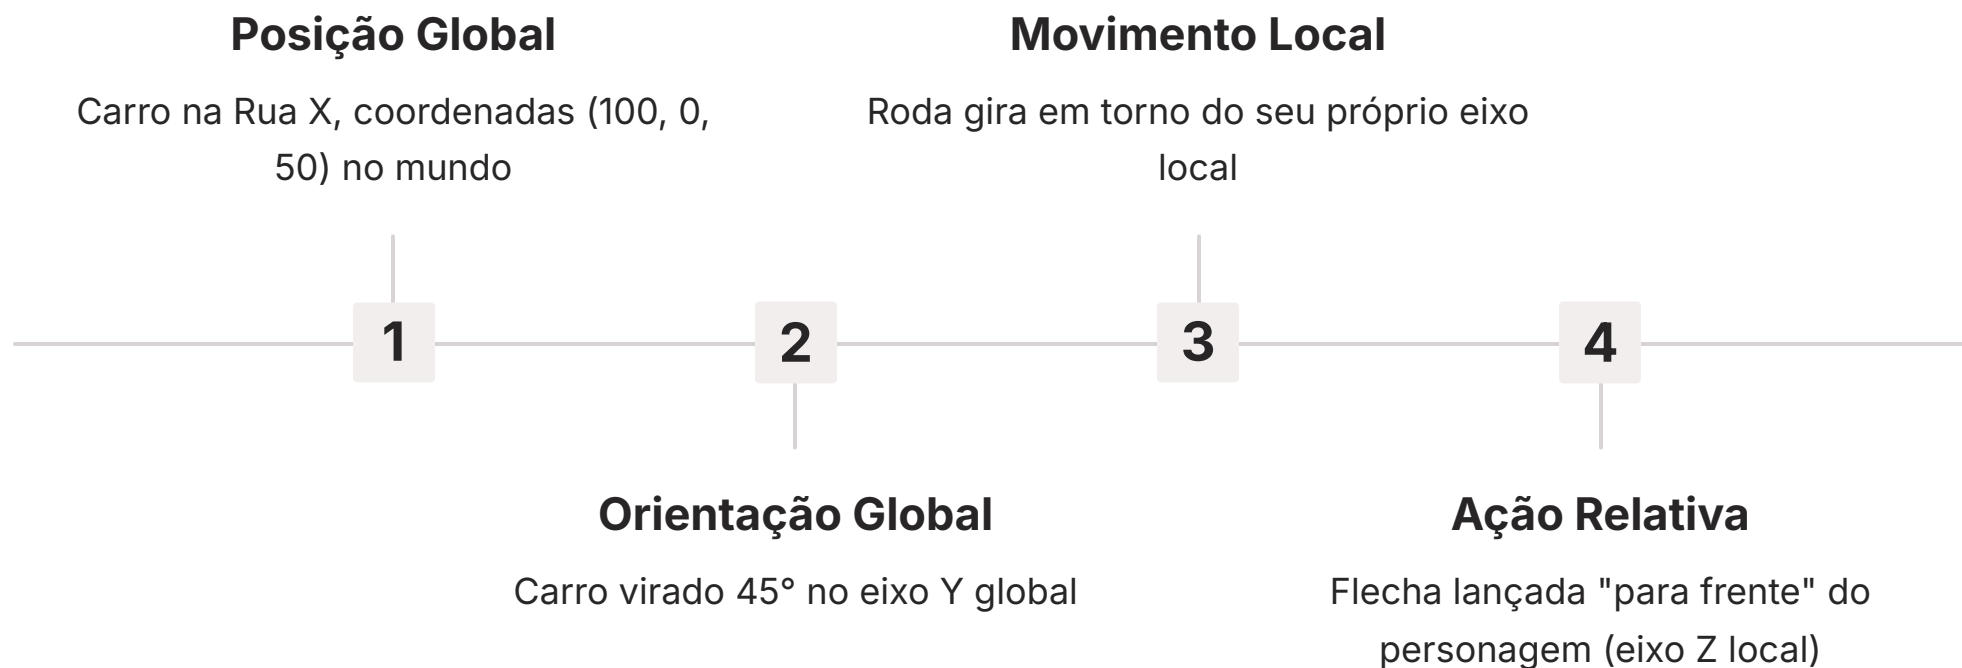 Posição Global
Carro na Rua X, coordenadas (100, 0,
50) no mundo
Movimento Local
Roda gira em torno do seu próprio eixo
local
1
2
3
4
Orientação Global
Carro virado 45° no eixo Y global
Ação Relativa
Flecha lançada "para frente" do
personagem (eixo Z local)